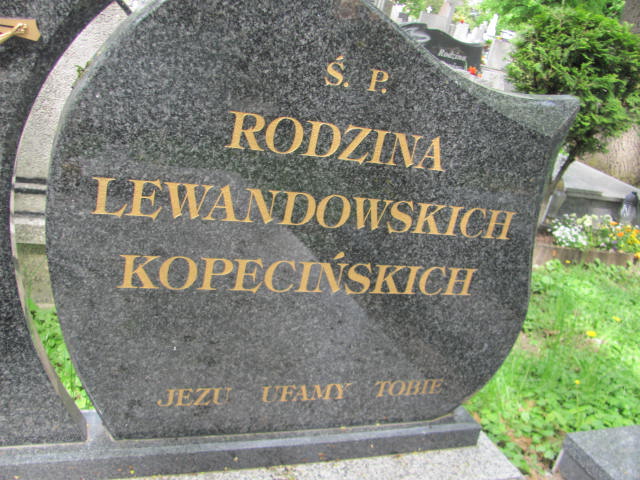 Ś. P.
RODZINA
LEWANDOWSKICH
KOPECIŃSKICH
JEZU UFAMY TOBIE